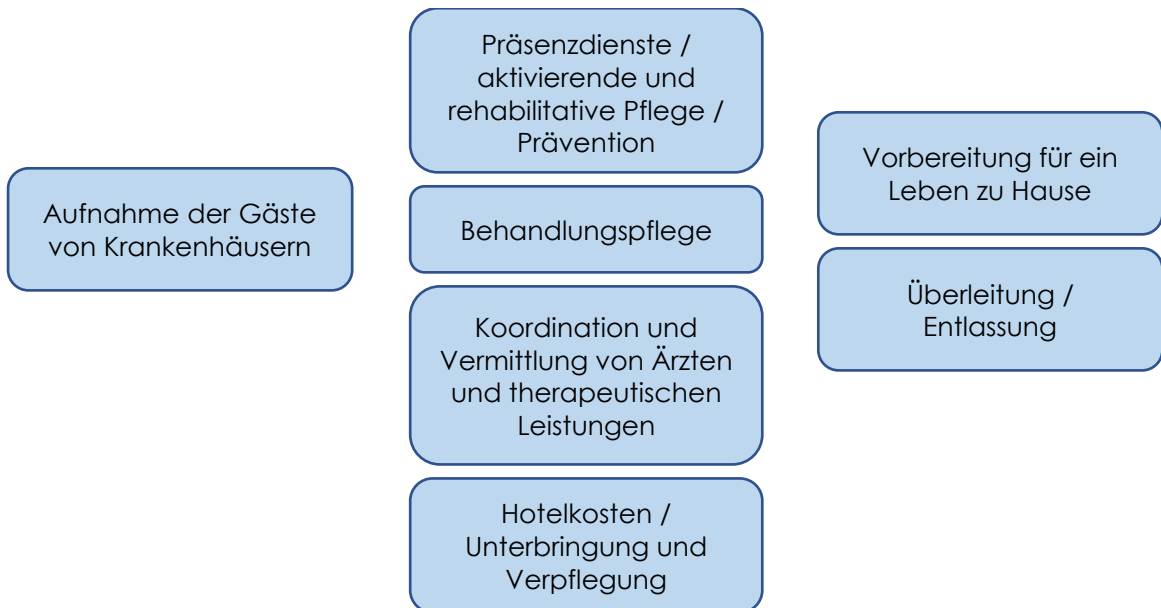 Aufnahme der Gäste
von Krankenhäusern
Präsenzdienste /
aktivierende und
rehabilitative Pflege /
Prävention
Behandlungspflege
Koordination und
Vermittlung von Ärzten
und therapeutischen
Leistungen
Hotelkosten /
Unterbringung und
Verpflegung
Vorbereitung für ein
Leben zu Hause
Überleitung /
Entlassung